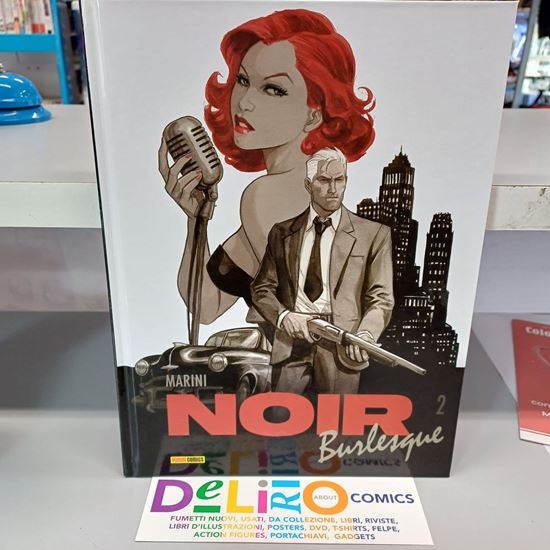 MARINI
NOIR
2
Burlesque
PANINI COMICS
DeLiRiO
ABOUT
COMICS
FUMETTI NUOVI, USATI, DA COLLEZIONE, LIBRI, RIVISTE,
LIBRI D'ILLUSTRAZIONI, POSTERS, DVD, T-SHIRTS, FELPE,
ACTION FIGURES, PORTACHIAVI, GADGETS